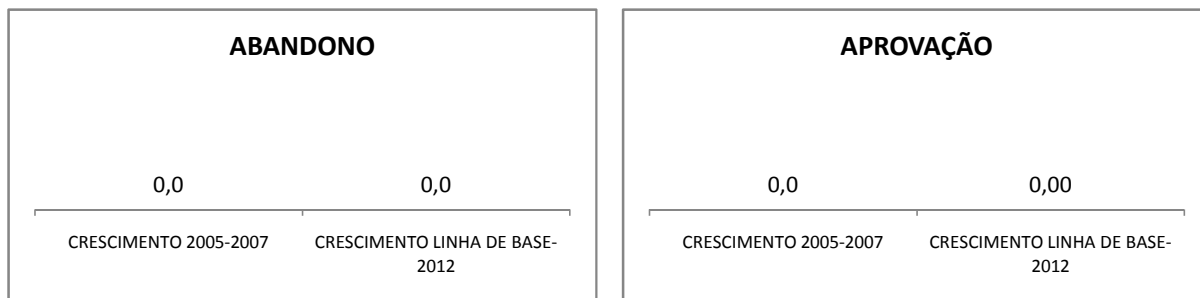 ABANDONO
0,0
0,0
CRESCIMENTO 2005-2007
CRESCIMENTO LINHA DE BASE-
2012
APROVAÇÃO
0,0
0,00
CRESCIMENTO 2005-2007
CRESCIMENTO LINHA DE BASE-
2012